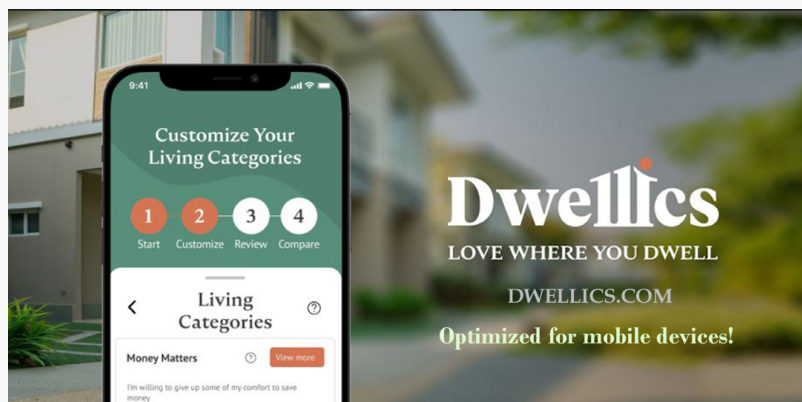 9:41
Customize Your
Living Categories
1 2 3 4
Start Customize Review Compare
Living
Categories
?
Money Matters ? View more
I'm willing to give up some of my comfort to save
money
Dwellics
LOVE WHERE YOU DWELL
DWELLICS.COM
Optimized for mobile devices!